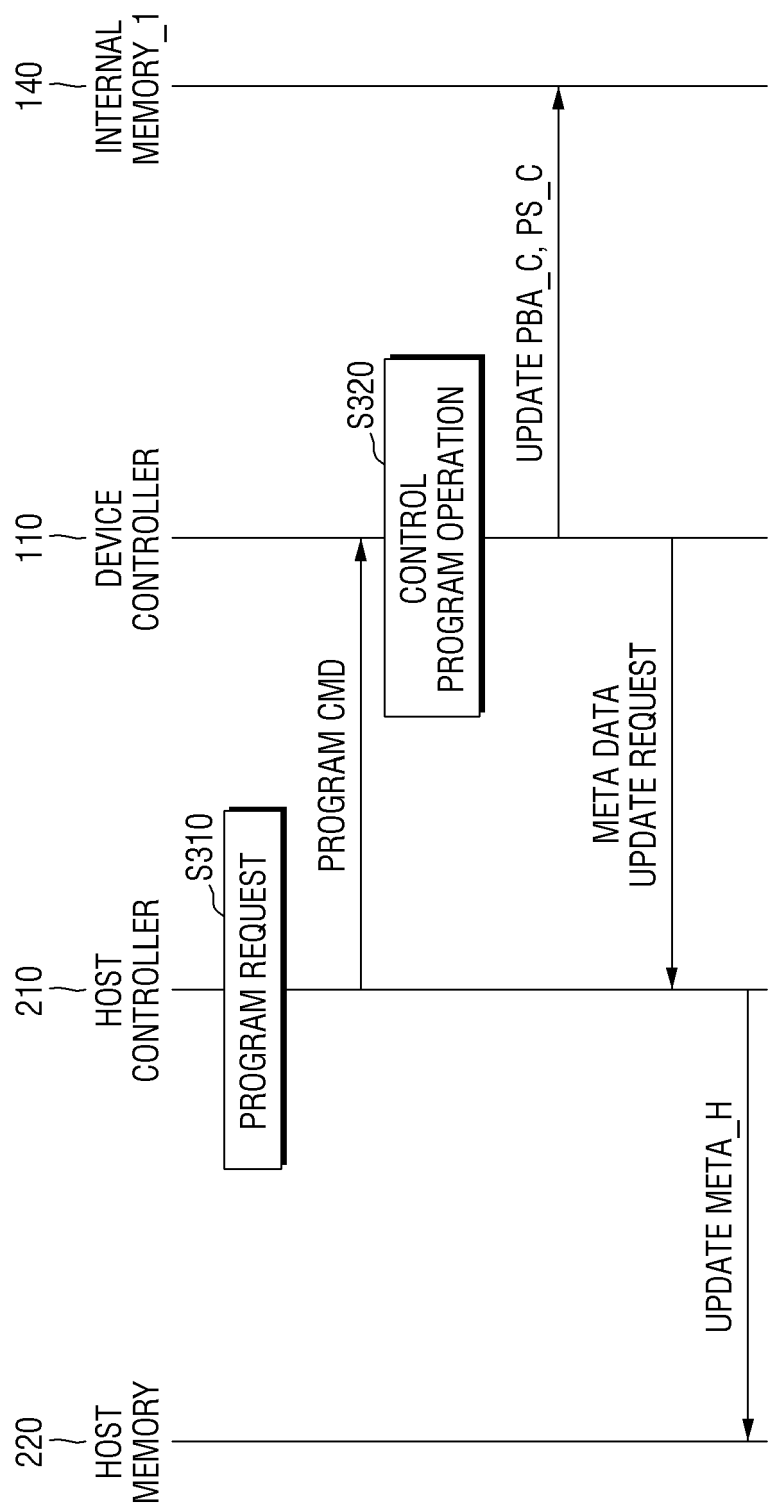 220
HOST
MEMORY
210
HOST
CONTROLLER
110
DEVICE
CONTROLLER
140
INTERNAL
MEMORY_1
S310
PROGRAM REQUEST
PROGRAM CMD
S320
CONTROL
PROGRAM OPERATION
UPDATE PBA_C, PS_C
META DATA
UPDATE REQUEST
UPDATE META_H